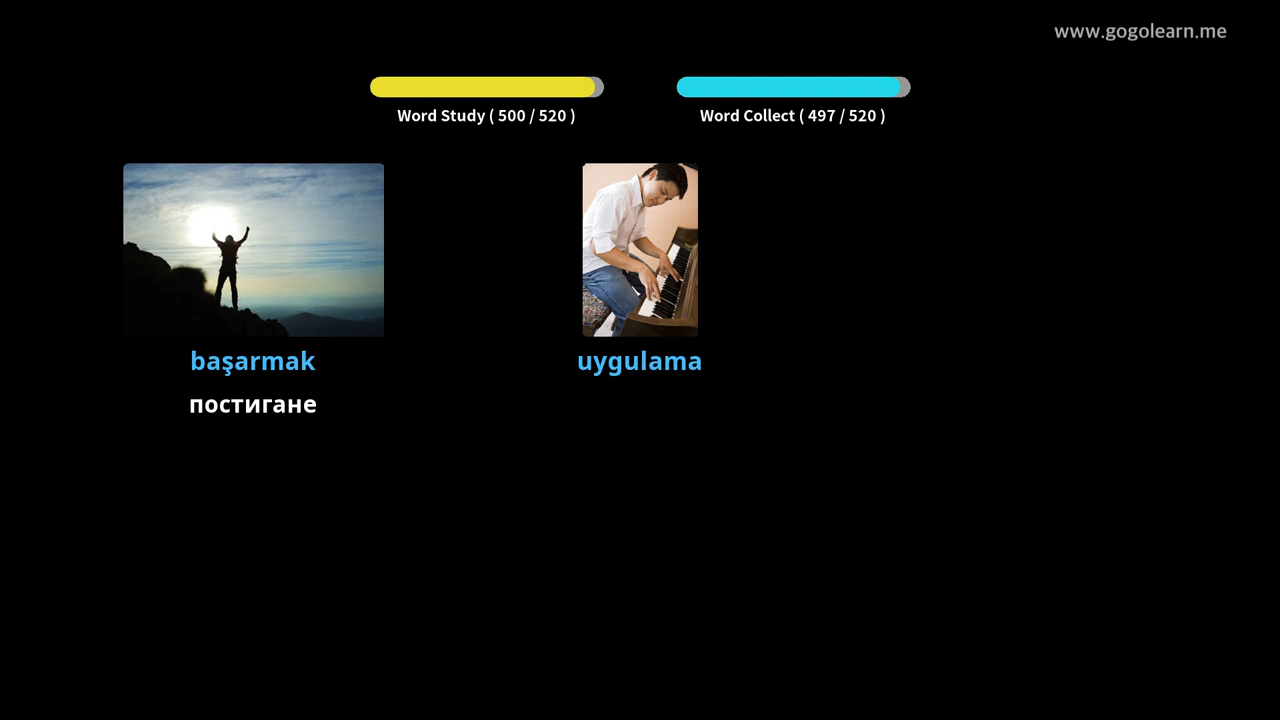 www.gogolearn.me
Word Study ( 500 / 520 )
Word Collect ( 497 / 520 )
başarmak
uygulama
постигане